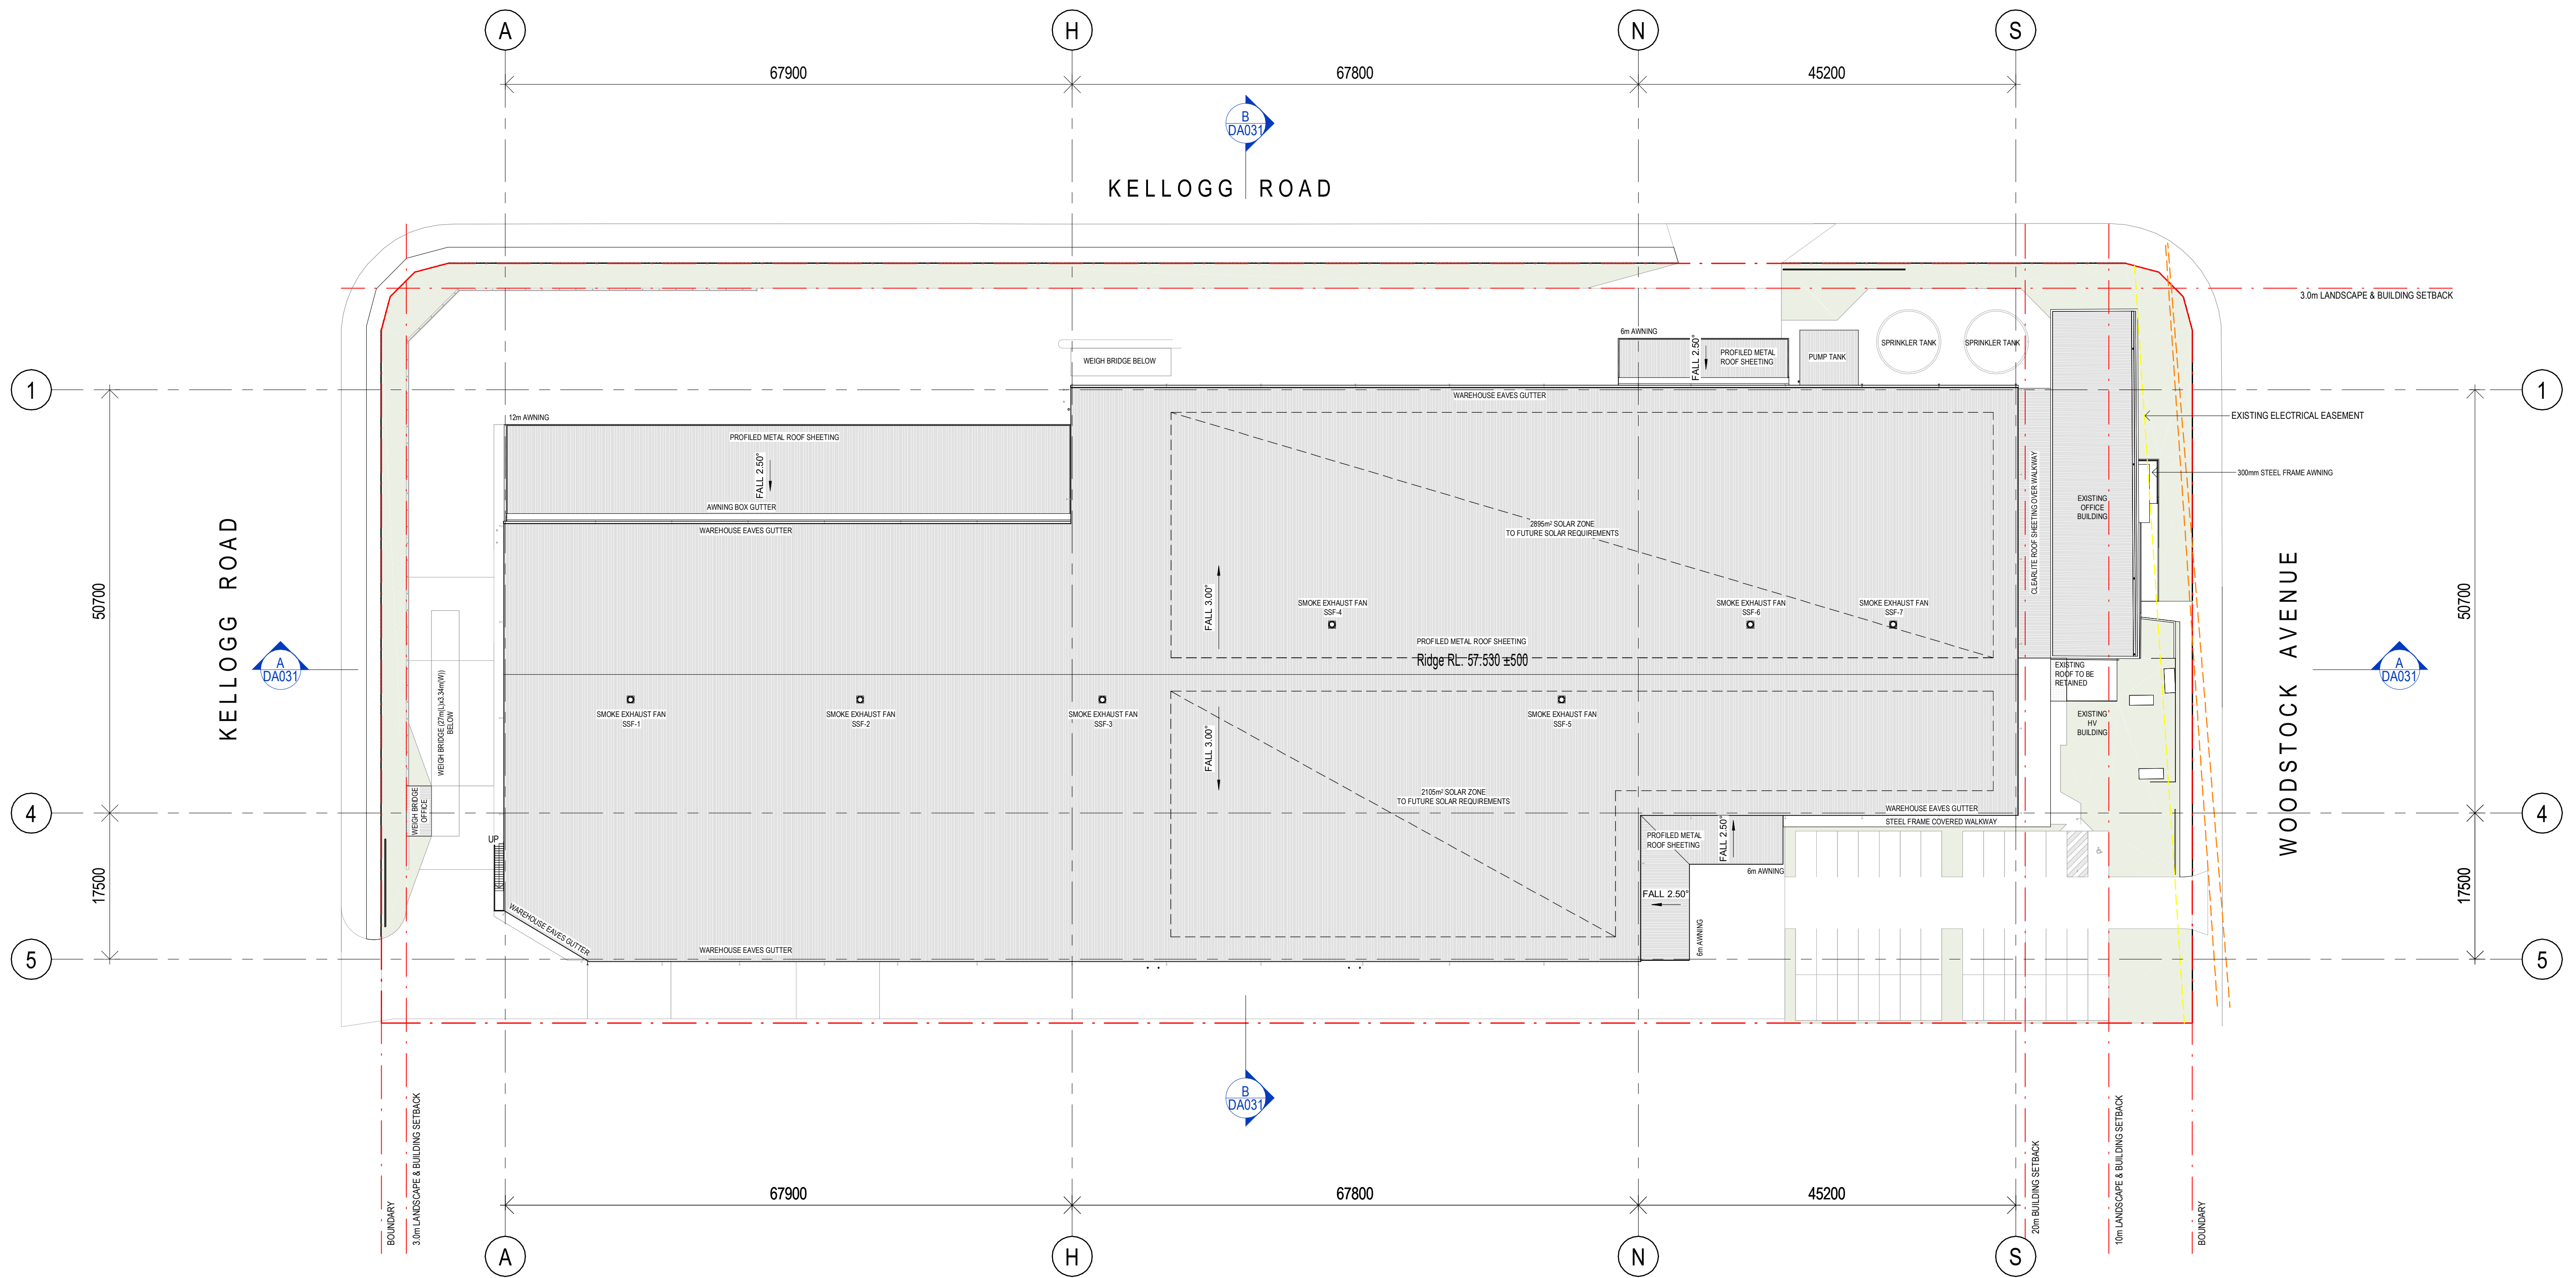 A
H
N
S
67900
67800
45200
B
DA031
KELLOGG ROAD
3.0m LANDSCAPE & BUILDING SETBACK
6m AWNING
FALL 2.50°
PROFILED METAL
ROOF SHEETING
PUMP TANK
SPRINKLER TANK
SPRINKLER TANK
WEIGH BRIDGE BELOW
1
1
WAREHOUSE EAVES GUTTER
12m AWNING
EXISTING ELECTRICAL EASEMENT
PROFILED METAL ROOF SHEETING
FALL 2.50°
AWNING BOX GUTTER
WAREHOUSE EAVES GUTTER
300mm STEEL FRAME AWNING
CLEARLITE ROOF SHEETING OVER WALKWAY
EXISTING
OFFICE
BUILDING
2895m² SOLAR ZONE
TO FUTURE SOLAR REQUIREMENTS
50700
KELLOGG ROAD
FALL 3.00°
SMOKE EXHAUST FAN
SSF-4
SMOKE EXHAUST FAN
SSF-6
SMOKE EXHAUST FAN
SSF-7
50700
WOODSTOCK AVENUE
PROFILED METAL ROOF SHEETING
Ridge RL. 57:530 ±500
A
DA031
EXISTING
ROOF TO BE
RETAINED
A
DA031
WEIGH BRIDGE (27m(L)x3.34m(W))
BELOW
SMOKE EXHAUST FAN
SSF-1
SMOKE EXHAUST FAN
SSF-2
SMOKE EXHAUST FAN
SSF-3
SMOKE EXHAUST FAN
SSF-5
EXISTING
HV
BUILDING
FALL 3.00°
2105m² SOLAR ZONE
TO FUTURE SOLAR REQUIREMENTS
WEIGH BRIDGE
OFFICE
4
4
WAREHOUSE EAVES GUTTER
STEEL FRAME COVERED WALKWAY
UP
PROFILED METAL
ROOF SHEETING
FALL 2.50°
6m AWNING
17500
FALL 2.50°
17500
WAREHOUSE EAVES GUTTER
6m AWNING
WAREHOUSE EAVES GUTTER
5
5
B
DA031
BOUNDARY
3.0m LANDSCAPE & BUILDING SETBACK
20m BUILDING SETBACK
10m LANDSCAPE & BUILDING SETBACK
BOUNDARY
67900
67800
45200
A
H
N
S